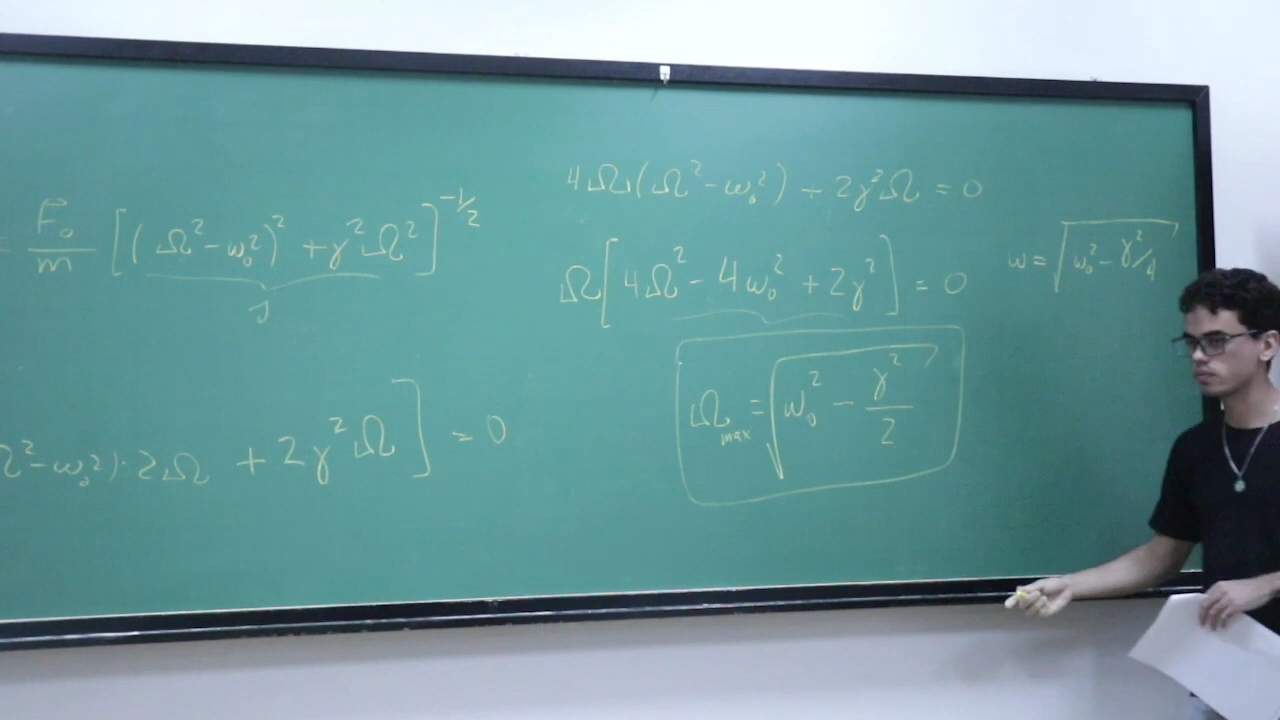 = F₀/m [(Ω² - ω₀²)² + γ²Ω²]^(-1/2)
Ω² - ω₀²)·2Ω + 2γ²Ω] = 0
4Ω(Ω² - ω₀²) + 2γ²Ω = 0
Ω[4Ω² - 4ω₀² + 2γ²] = 0
Ω_max = √(ω₀² - γ²/2)
ω = √(ω₀² - γ²/4)